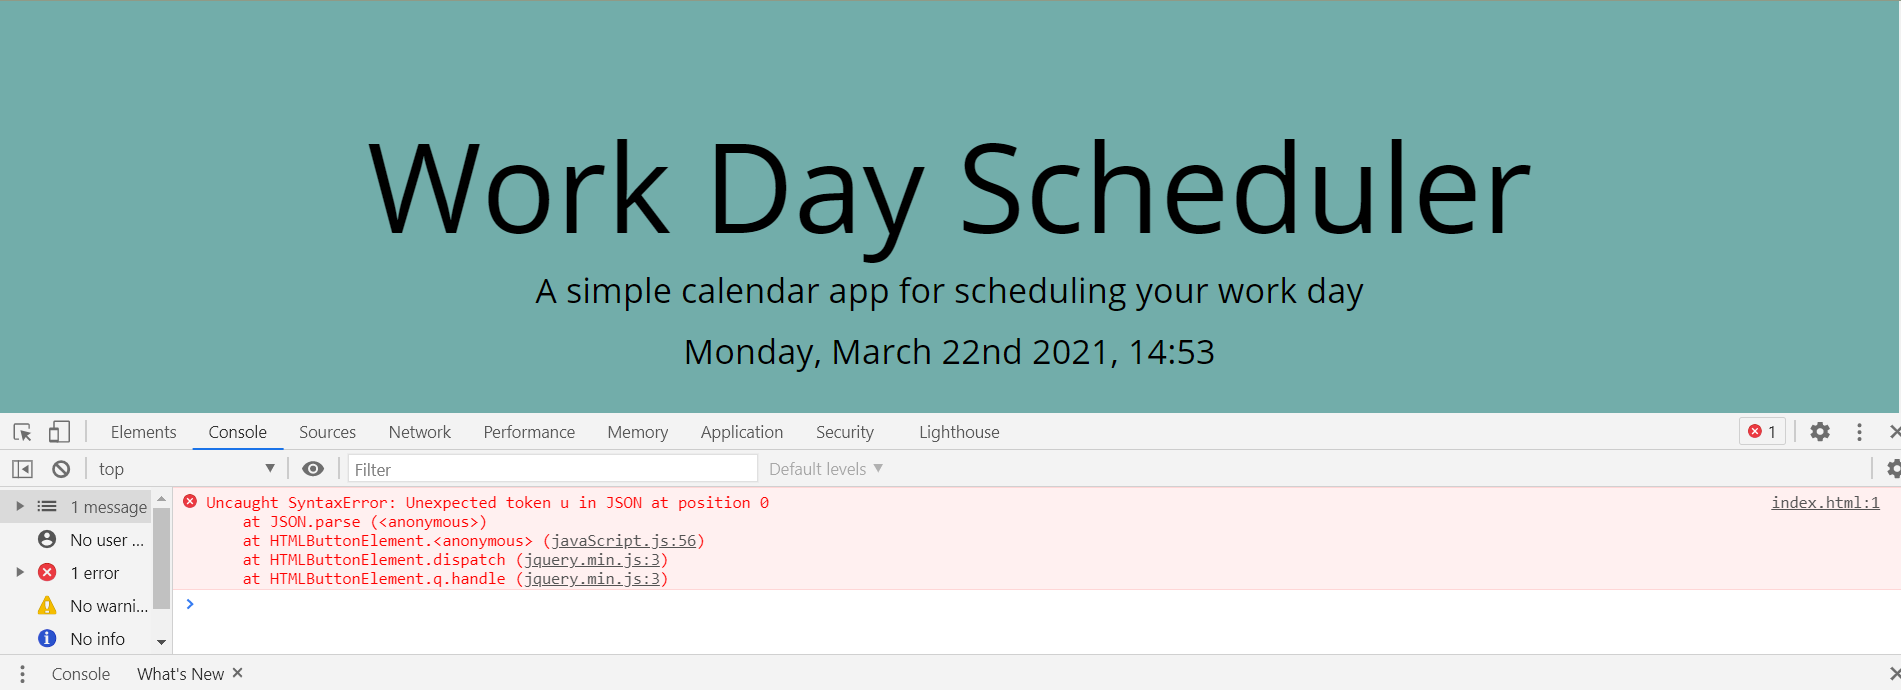 Work Day Scheduler
A simple calendar app for scheduling your work day
Monday, March 22nd 2021, 14:53
Elements Console Sources Network Performance Memory Application Security Lighthouse 1
top Filter Default levels
1 message
No user ...
1 error
No warni...
No info
Uncaught SyntaxError: Unexpected token u in JSON at position 0 index.html:1
at JSON.parse (<anonymous>)
at HTMLButtonElement.<anonymous> (javaScript.js:56)
at HTMLButtonElement.dispatch (jquery.min.js:3)
at HTMLButtonElement.q.handle (jquery.min.js:3)
Console What's New